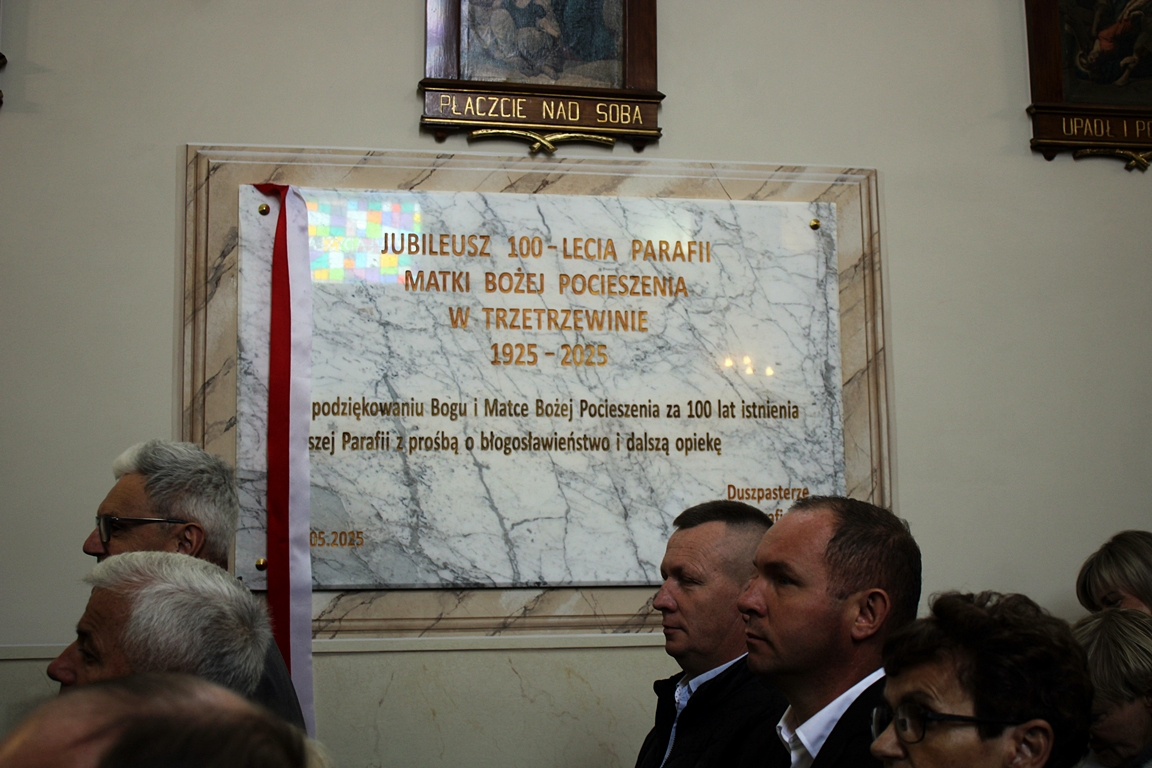 PŁACZCIE NAD SOBA
UPADŁ I
JUBILEUSZ 100-LECIA PARAFII
MATKI BOŻEJ POCIESZENIA
W TRZETRZEWINIE
1925 - 2025
podziękowaniu Bogu i Matce Bożej Pocieszenia za 100 lat istnienia
szej Parafii z prośbą o błogosławieństwo i dalszą opiekę
Duszpasterze
05.2025